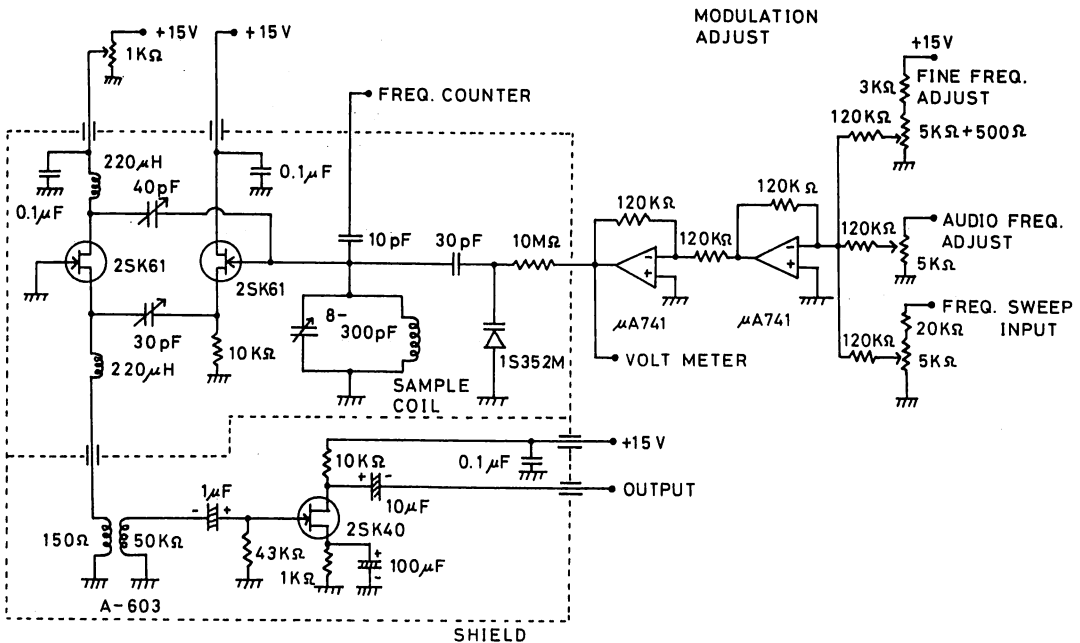 MODULATION
ADJUST
+15V
+15V
1KΩ
+15V
FINE FREQ.
ADJUST
3KΩ
120KΩ
5KΩ+500Ω
FREQ. COUNTER
220μH
0.1μF
40pF
0.1μF
120KΩ
120KΩ
120KΩ
120KΩ
AUDIO FREQ.
ADJUST
5KΩ
2SK61
2SK61
10pF
30pF
10MΩ
-
+
-
+
μA741
μA741
30pF
10KΩ
8-
300pF
1S352M
FREQ. SWEEP
INPUT
20KΩ
120KΩ
5KΩ
220μH
VOLT METER
SAMPLE
COIL
+15V
10KΩ
0.1μF
+
-
10μF
OUTPUT
1μF
-
+
2SK40
150Ω
50KΩ
43KΩ
1KΩ
+
100μF
-
A-603
SHIELD